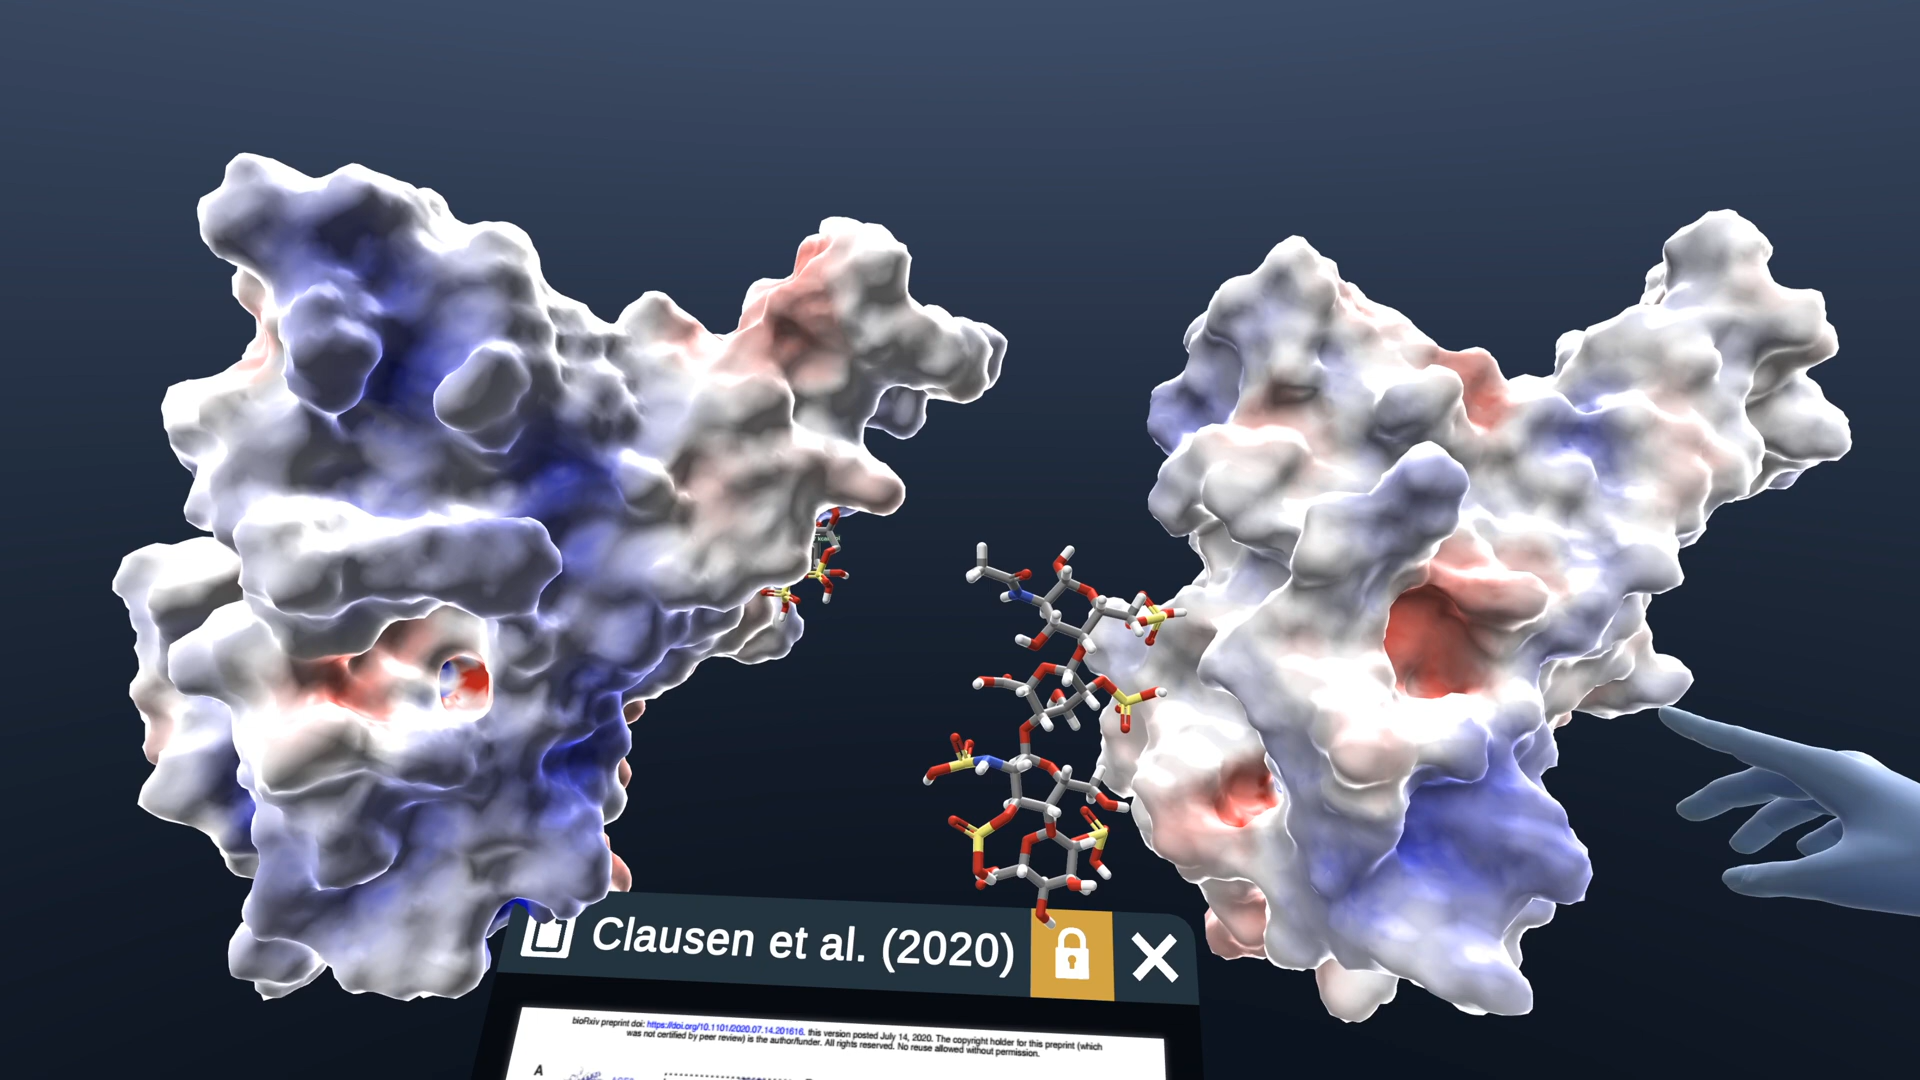 Clausen et al. (2020)
bioRxiv preprint doi: https://doi.org/10.1101/2020.07.14.201616. this version posted July 14, 2020. The copyright holder for this preprint (which
was not certified by peer review) is the author/funder. All rights reserved. No reuse allowed without permission.
A